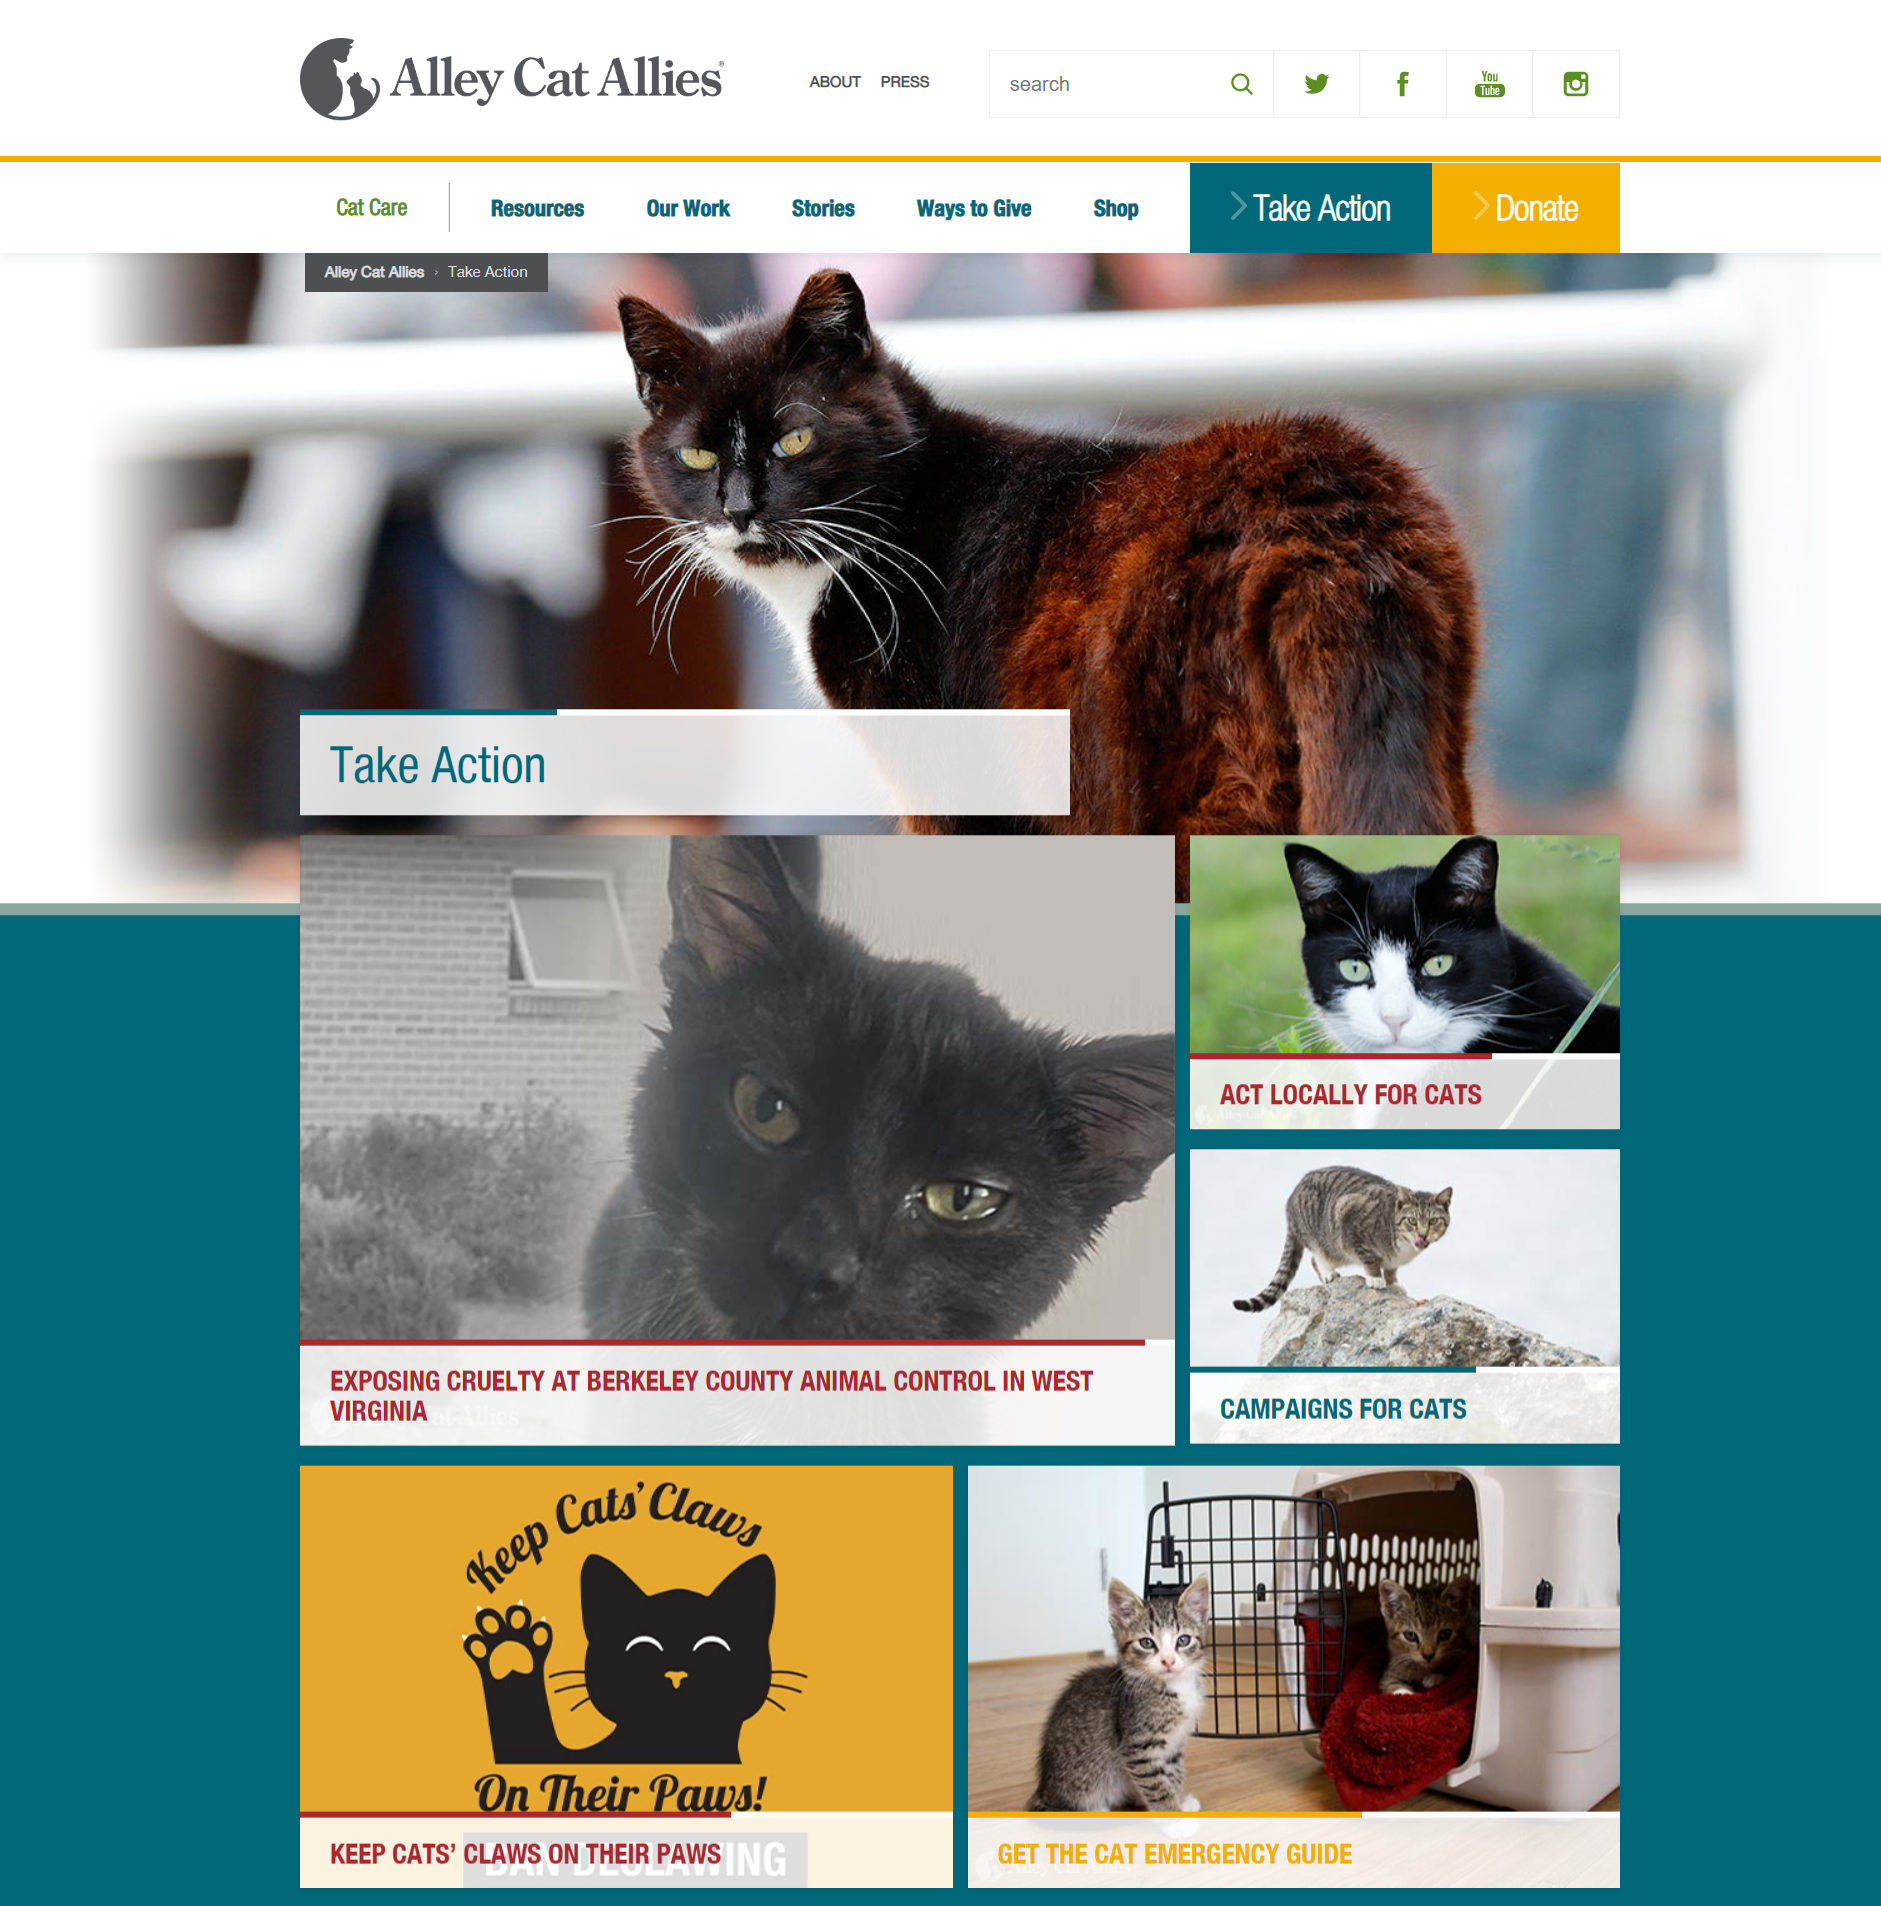 Alley Cat Allies®
ABOUT PRESS
search
You
Tube
Cat Care
Resources
Our Work
Stories
Ways to Give
Shop
Take Action
Donate
Alley Cat Allies › Take Action
Take Action
ACT LOCALLY FOR CATS
EXPOSING CRUELTY AT BERKELEY COUNTY ANIMAL CONTROL IN WEST
VIRGINIA
CAMPAIGNS FOR CATS
Keep Cats' Claws
On Their Paws!
BAN DECLAWING
KEEP CATS' CLAWS ON THEIR PAWS
GET THE CAT EMERGENCY GUIDE